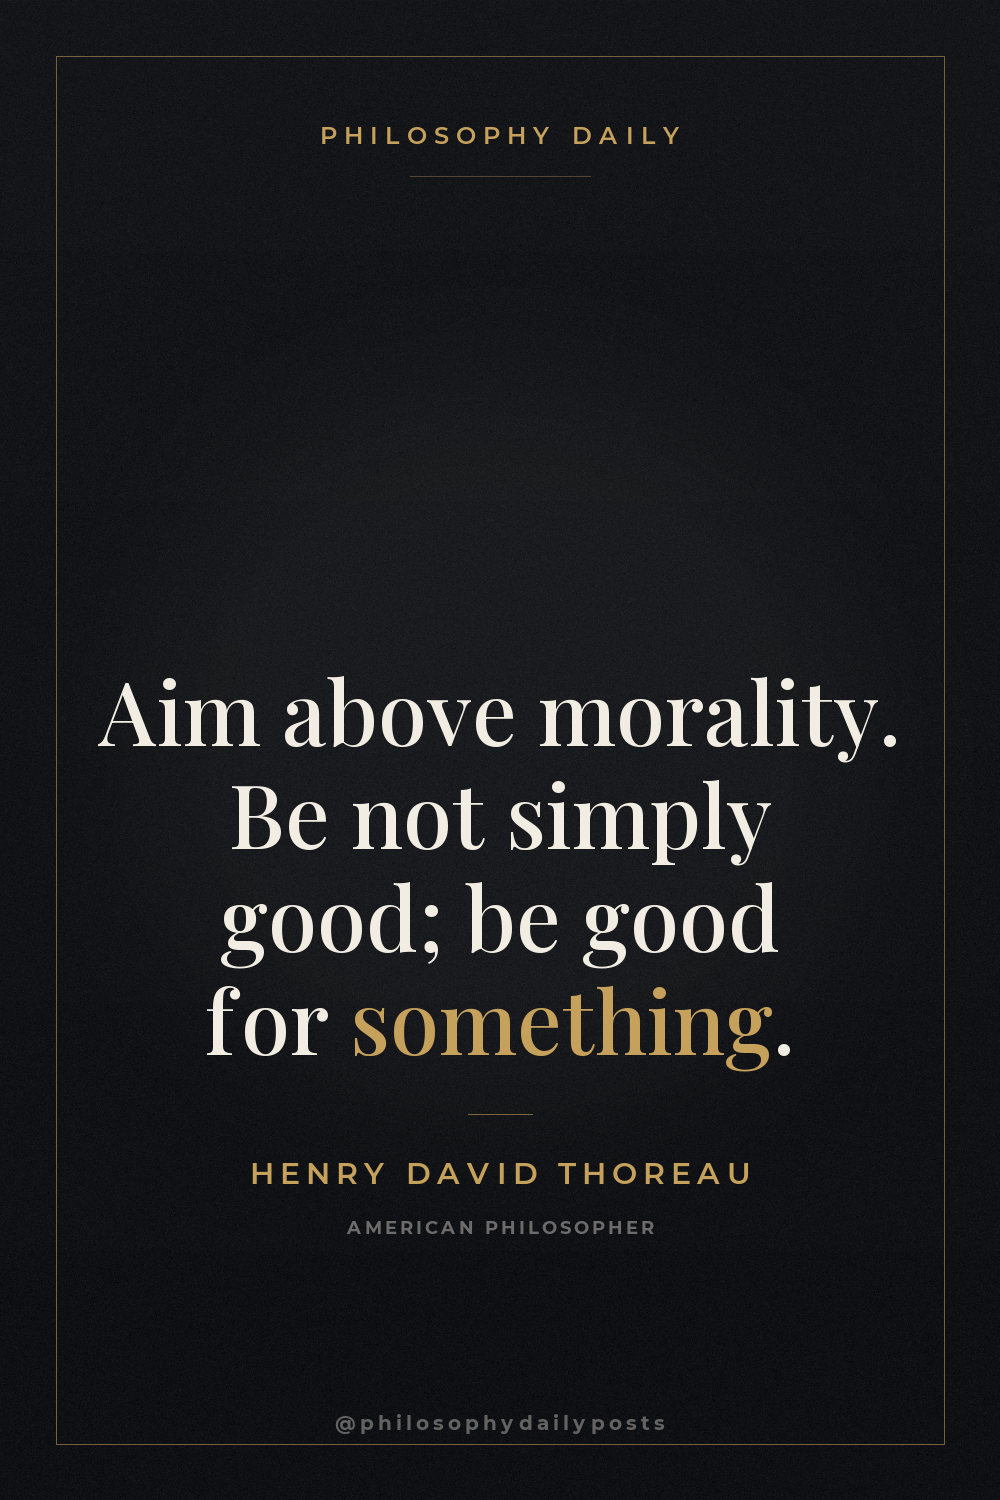 PHILOSOPHY DAILY
Aim above morality.
Be not simply
good; be good
for something.
HENRY DAVID THOREAU
AMERICAN PHILOSOPHER
@philosophydailyposts